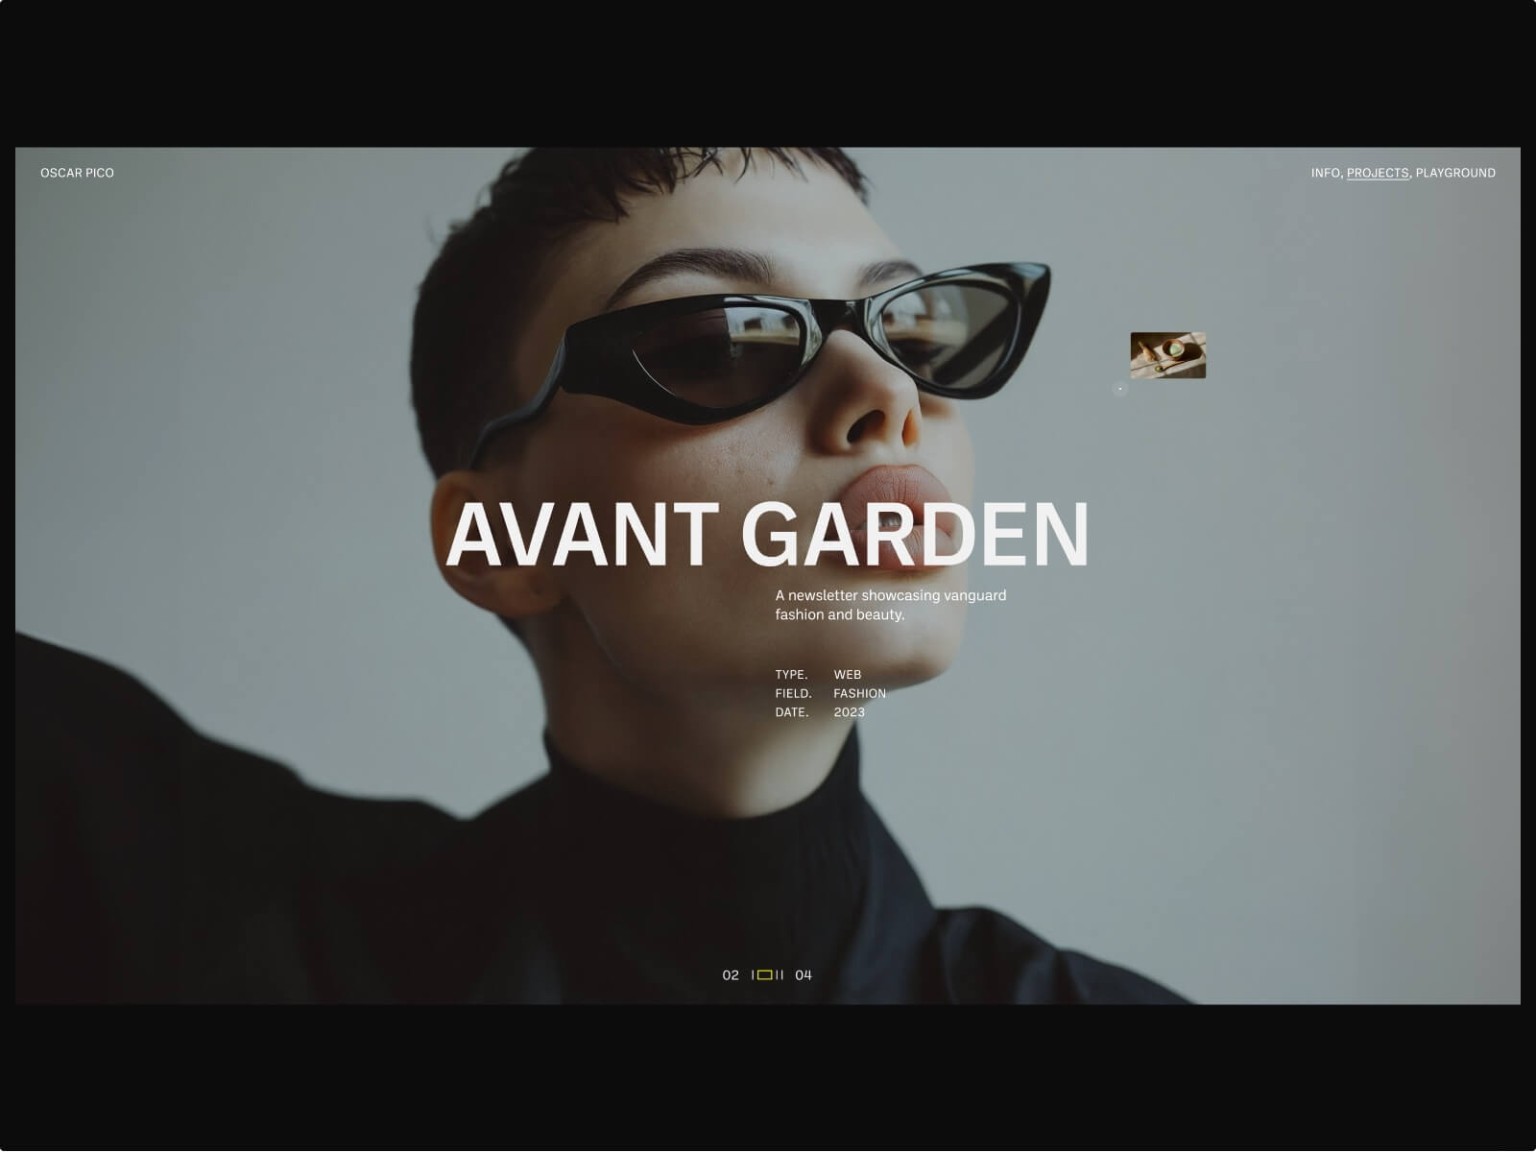 OSCAR PICO
INFO, PROJECTS, PLAYGROUND
AVANT GARDEN
A newsletter showcasing vanguard
fashion and beauty.
TYPE. WEB
FIELD. FASHION
DATE. 2023
02 04